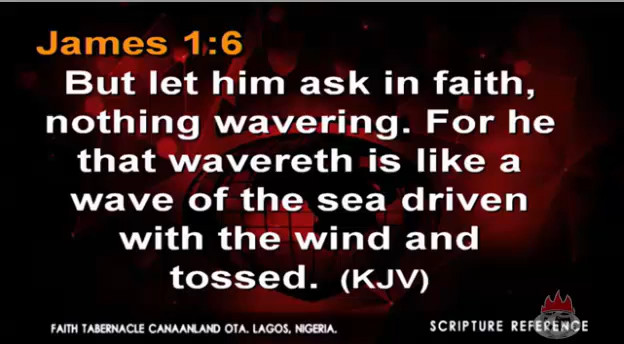 James 1:6
But let him ask in faith,
nothing wavering. For he
that wavereth is like a
wave of the sea driven
with the wind and
tossed. (KJV)
FAITH TABERNACLE CANAANLAND OTA. LAGOS, NIGERIA.
SCRIPTURE REFERENCE